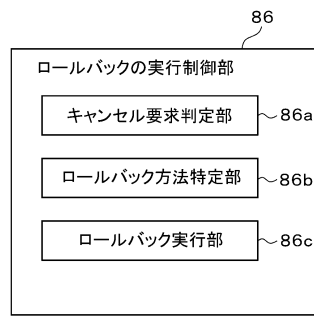 86
ロールバックの実行制御部
キャンセル要求判定部 86a
ロールバック方法特定部 86b
ロールバック実行部 86c